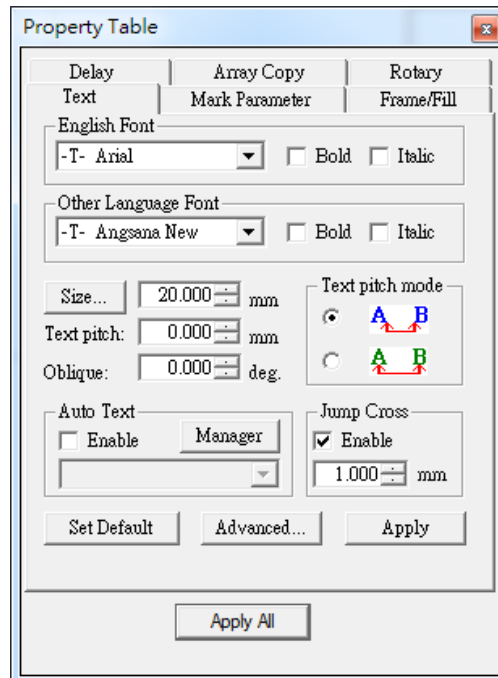 Property Table
Delay Array Copy Rotary
Text Mark Parameter Frame/Fill
English Font
-T- Arial Bold Italic
Other Language Font
-T- Angsana New Bold Italic
Size... 20.000 mm
Text pitch: 0.000 mm
Oblique: 0.000 deg.
Text pitch mode
A B
A B
Auto Text
Enable Manager
Jump Cross
Enable
1.000 mm
Set Default Advanced... Apply
Apply All